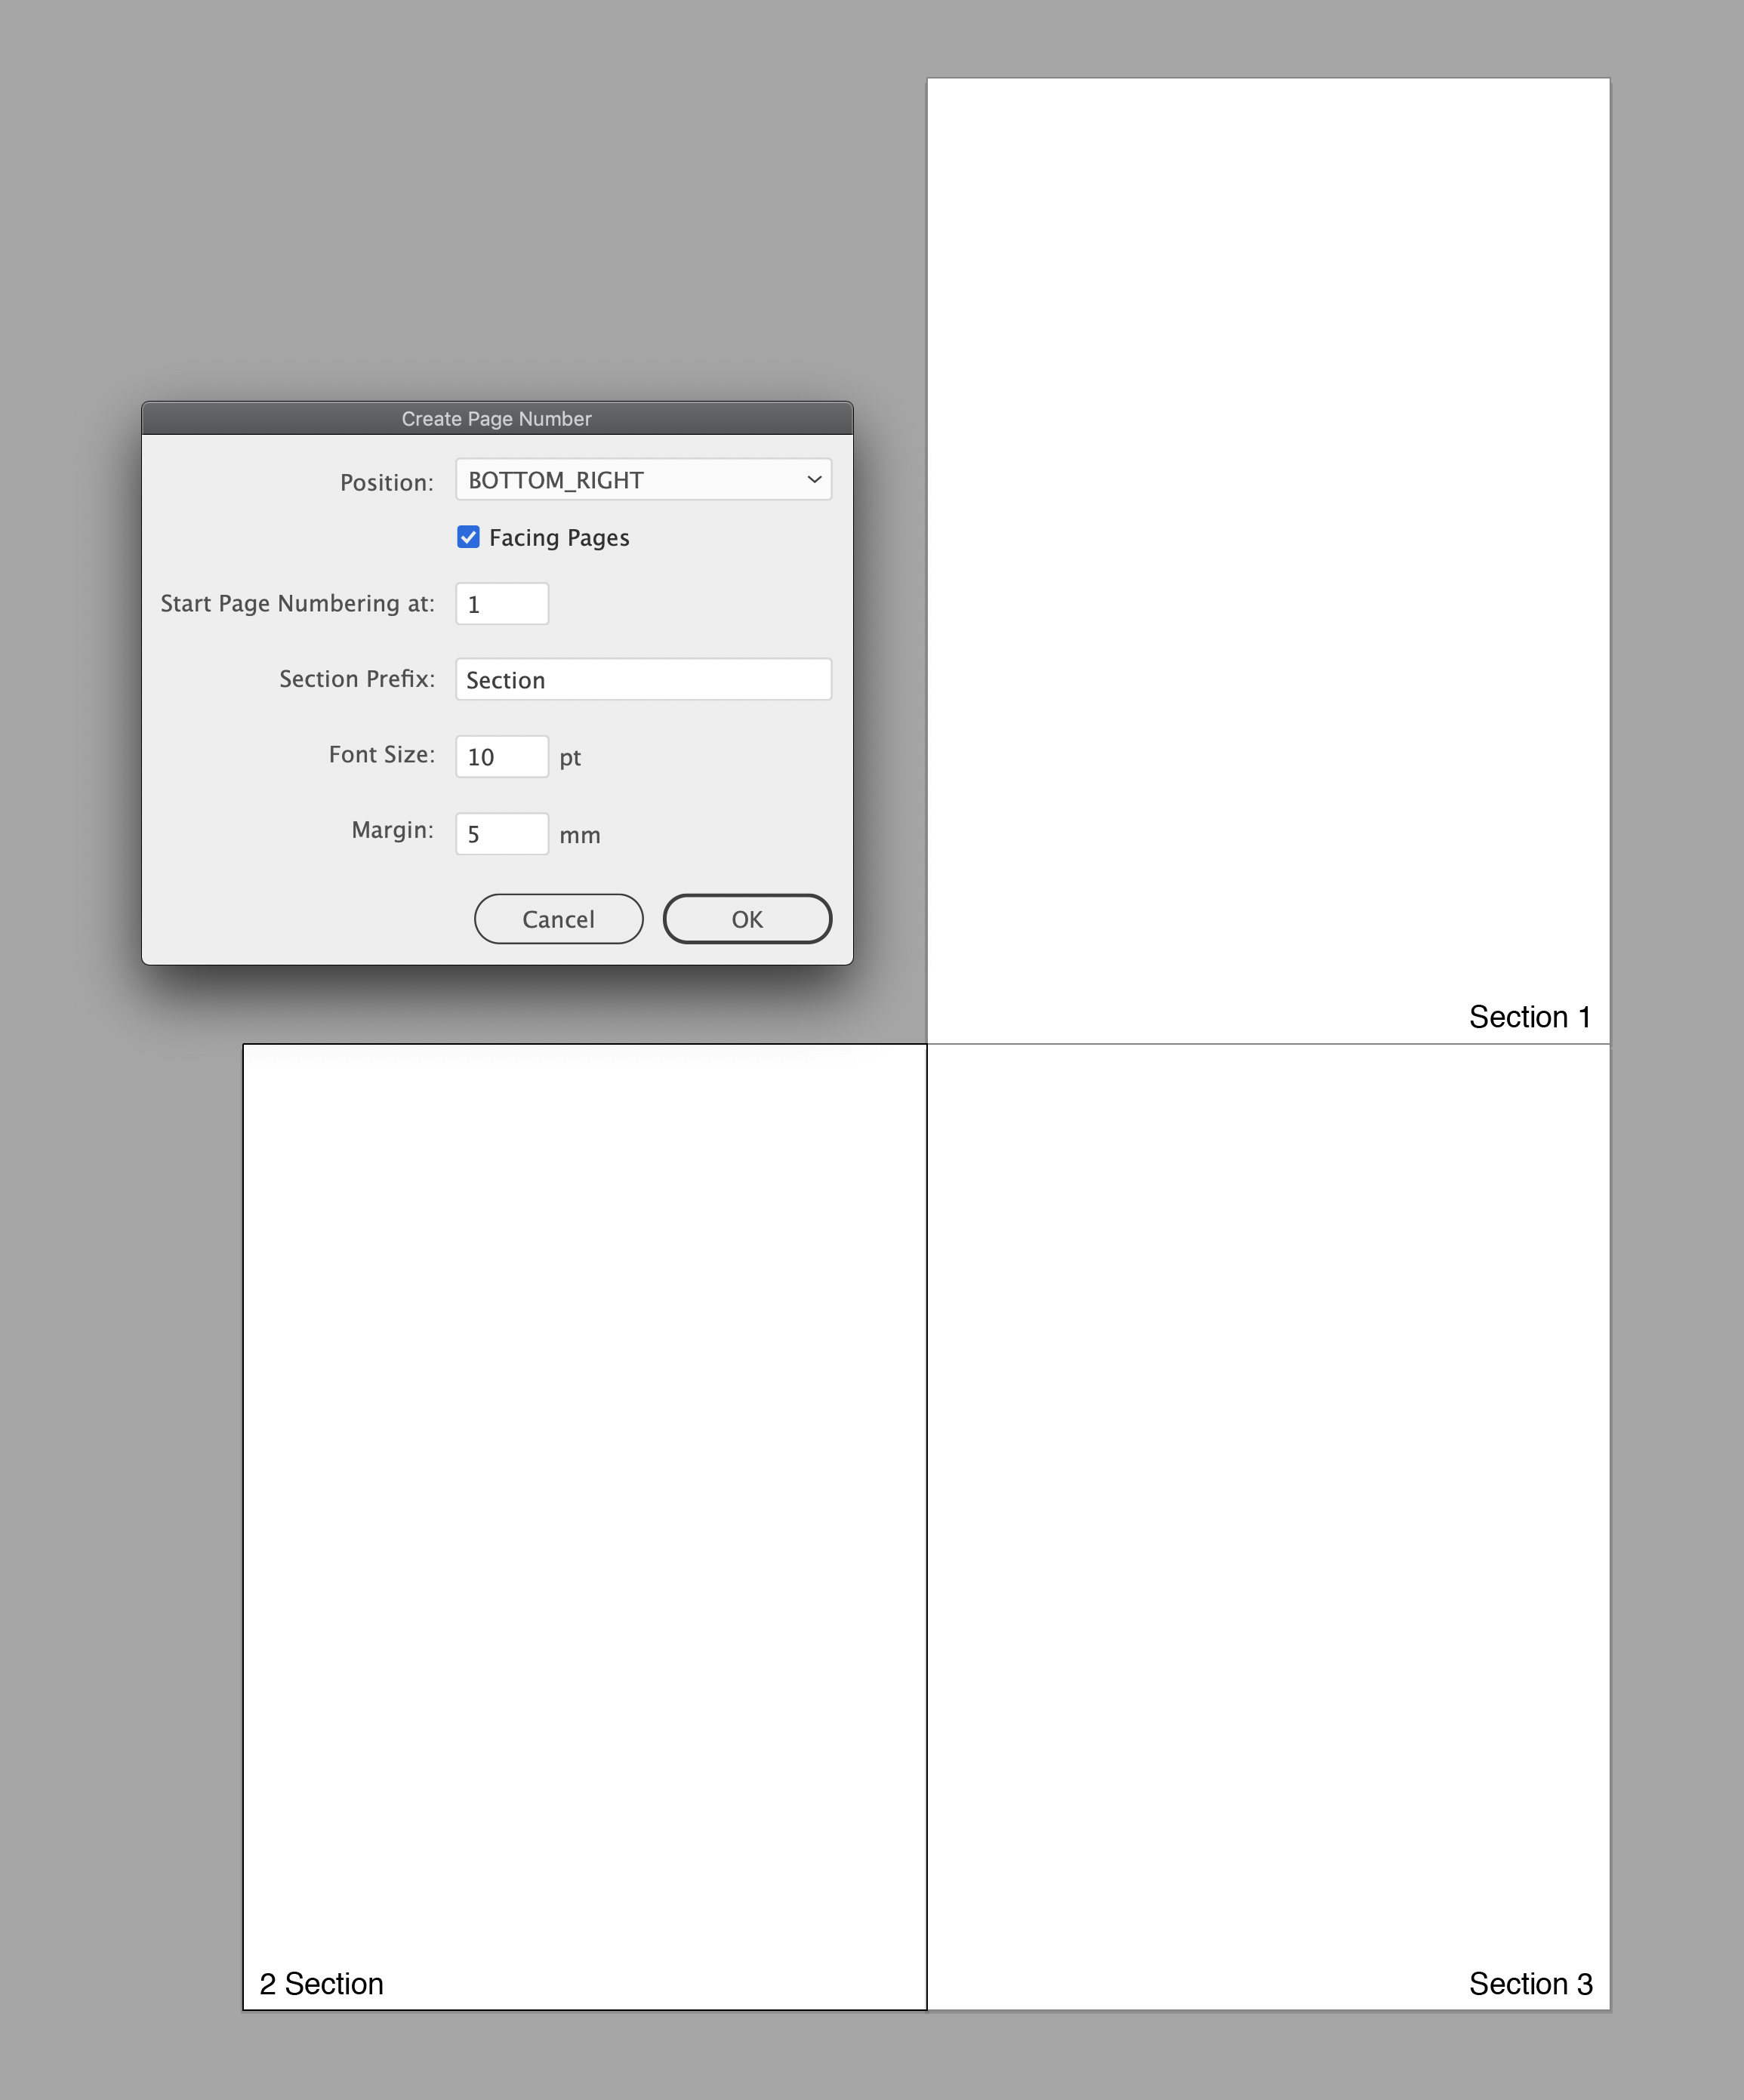 Create Page Number
Position: BOTTOM_RIGHT
Facing Pages
Start Page Numbering at: 1
Section Prefix: Section
Font Size: 10 pt
Margin: 5 mm
Cancel OK
Section 1
2 Section
Section 3